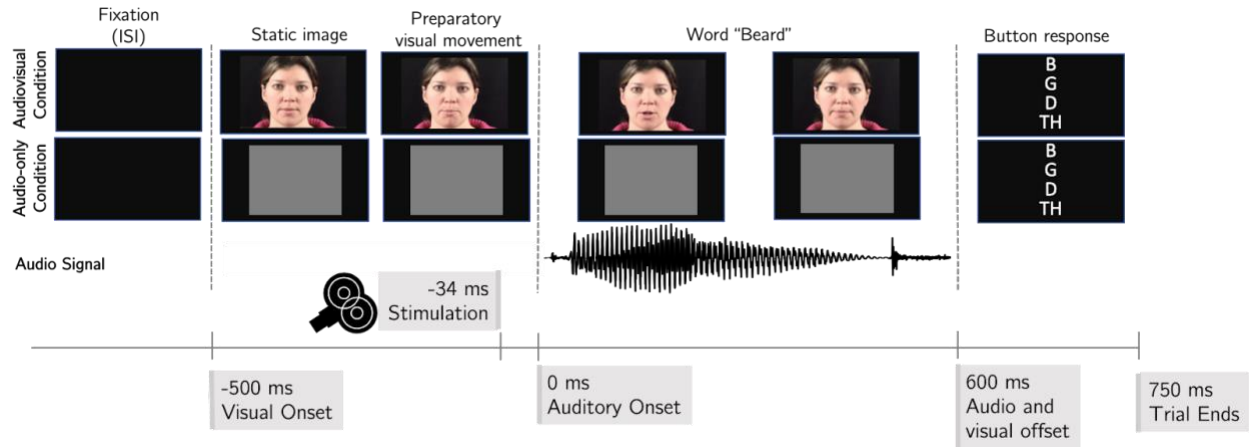 Fixation
(ISI)
Static image
Preparatory
visual movement
Word “Beard”
Button response
Audiovisual
Condition
B
G
D
TH
Audio-only
Condition
B
G
D
TH
Audio Signal
-34 ms
Stimulation
-500 ms
Visual Onset
0 ms
Auditory Onset
600 ms
Audio and
visual offset
750 ms
Trial Ends